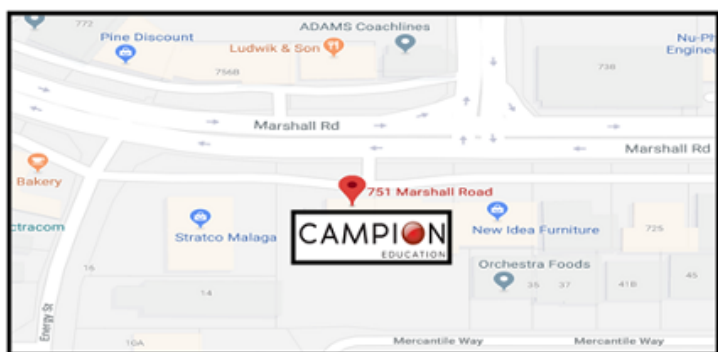 772
ADAMS Coachlines
Pine Discount
Ludwik & Son
Nu-Ph
Enginee
756B
738
Marshall Rd
Marshall Rd
Bakery
751 Marshall Road
ctracom
Stratco Malaga
CAMPION
EDUCATION
New Idea Furniture
725
Orchestra Foods
16
14
35
37
41B
45
Energy St
10A
Mercantile Way
Mercantile Way